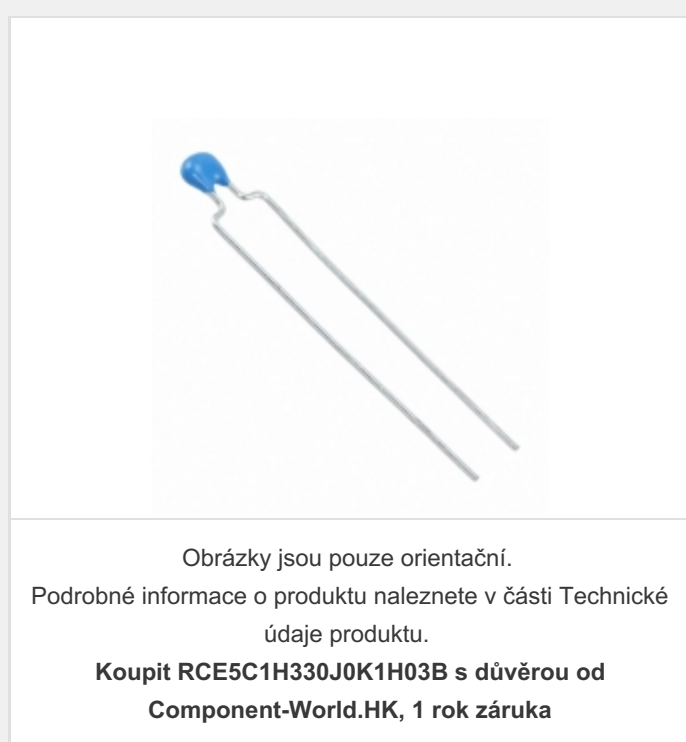 Obrázky jsou pouze orientační.
Podrobné informace o produktu naleznete v části Technické
údaje produktu.
Koupit RCE5C1H330J0K1H03B s důvěrou od
Component-World.HK, 1 rok záruka